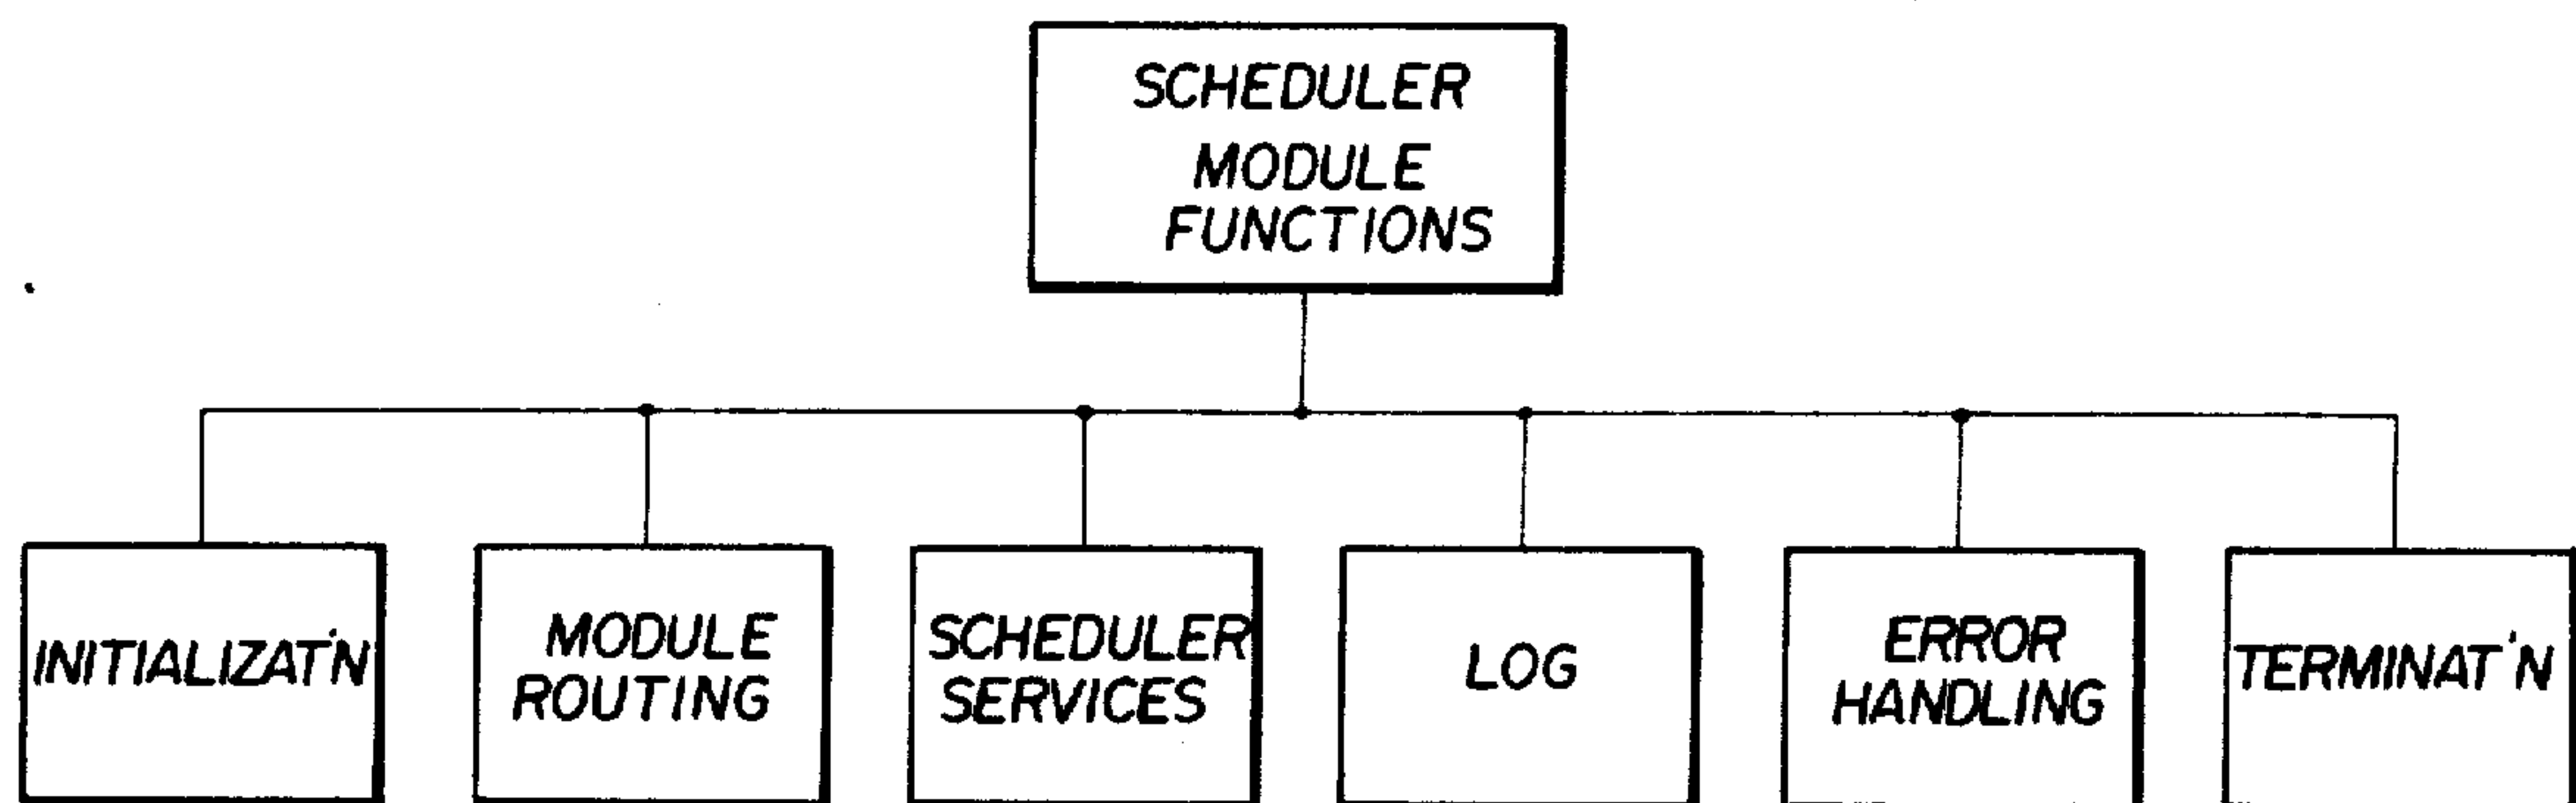 SCHEDULER
MODULE
FUNCTIONS
INITIALIZAT'N
MODULE
ROUTING
SCHEDULER
SERVICES
LOG
ERROR
HANDLING
TERMINAT'N